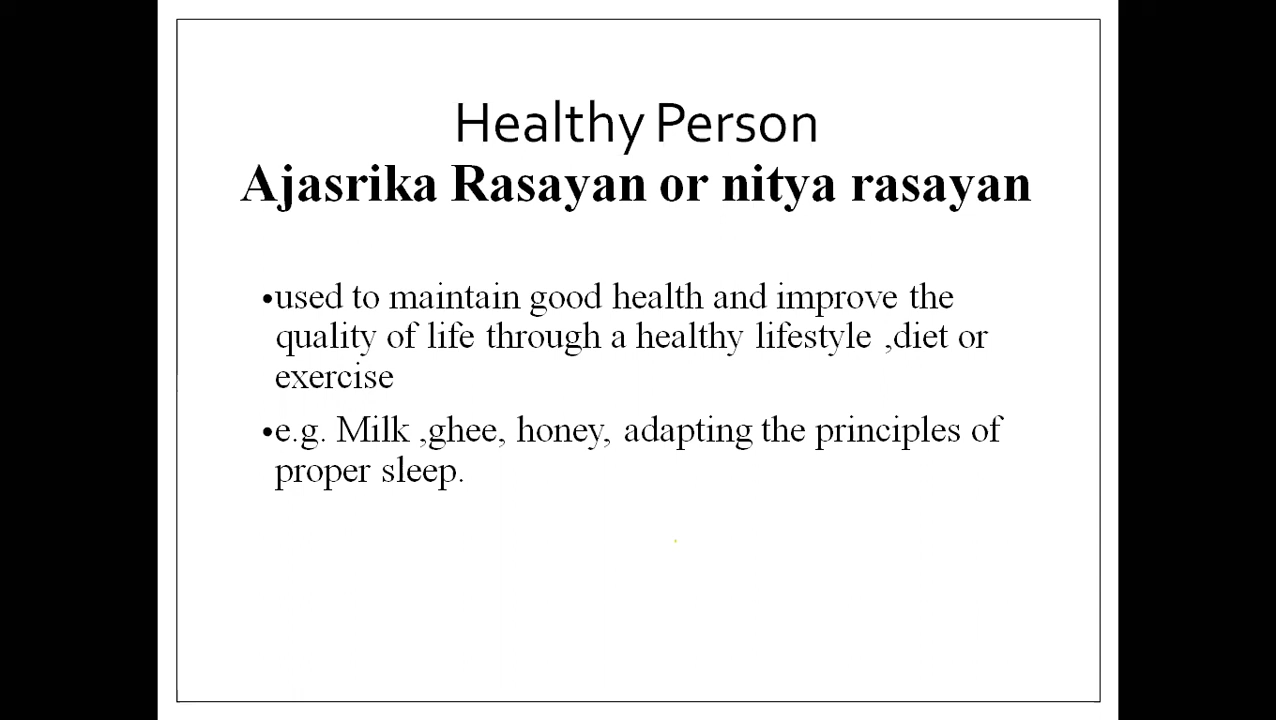 Healthy Person
Ajasrika Rasayan or nitya rasayan
•used to maintain good health and improve the
quality of life through a healthy lifestyle ,diet or
exercise
•e.g. Milk ,ghee, honey, adapting the principles of
proper sleep.